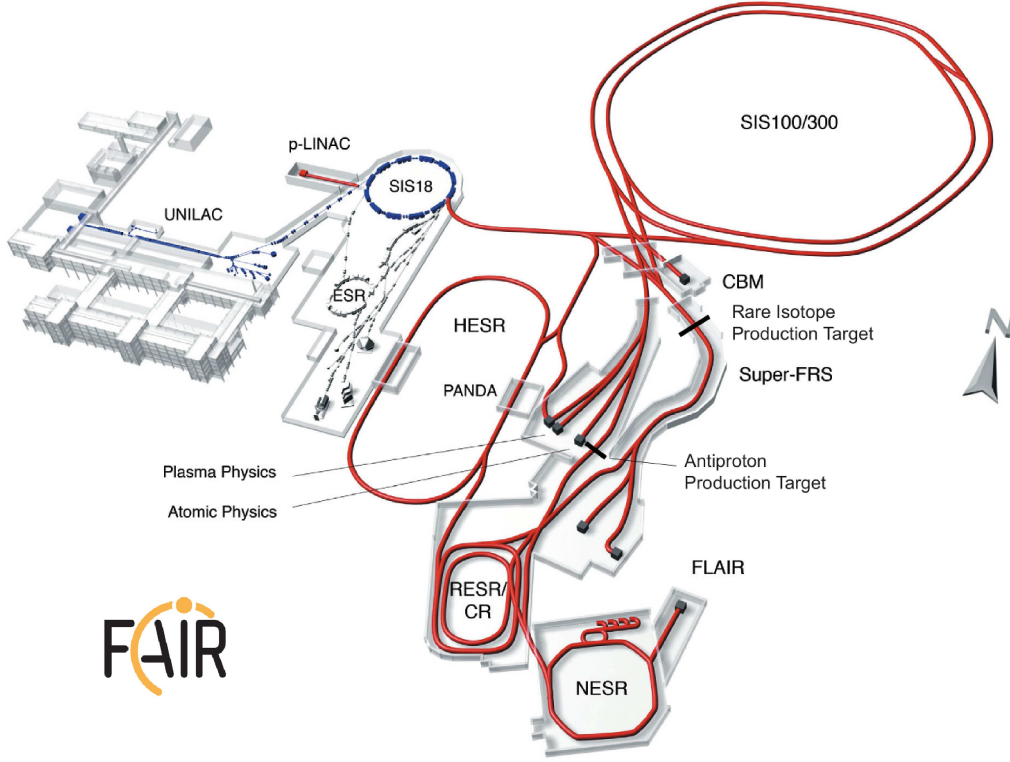 SIS100/300
p-LINAC
SIS18
UNILAC
CBM
ESR
Rare Isotope
Production Target
HESR
N
Super-FRS
PANDA
Plasma Physics
Antiproton
Production Target
Atomic Physics
FLAIR
RESR/
CR
FAIR
NESR